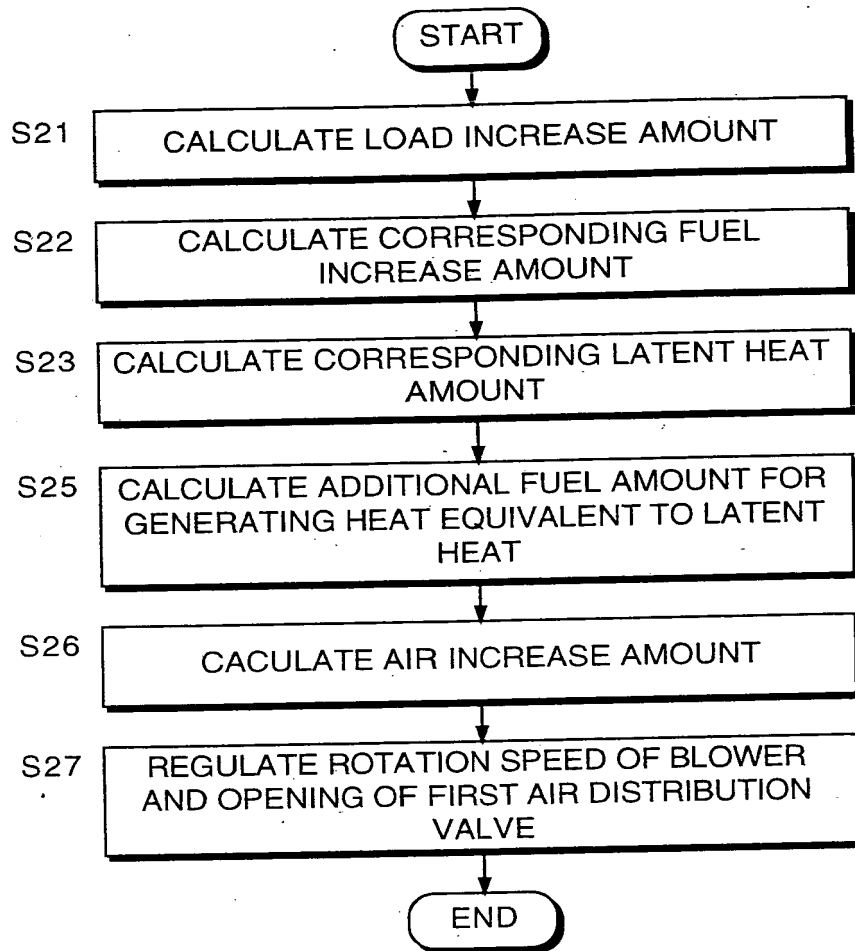 START
S21
CALCULATE LOAD INCREASE AMOUNT
S22
CALCULATE CORRESPONDING FUEL
INCREASE AMOUNT
S23
CALCULATE CORRESPONDING LATENT HEAT
AMOUNT
S25
CALCULATE ADDITIONAL FUEL AMOUNT FOR
GENERATING HEAT EQUIVALENT TO LATENT
HEAT
S26
CACULATE AIR INCREASE AMOUNT
S27
REGULATE ROTATION SPEED OF BLOWER
AND OPENING OF FIRST AIR DISTRIBUTION
VALVE
END